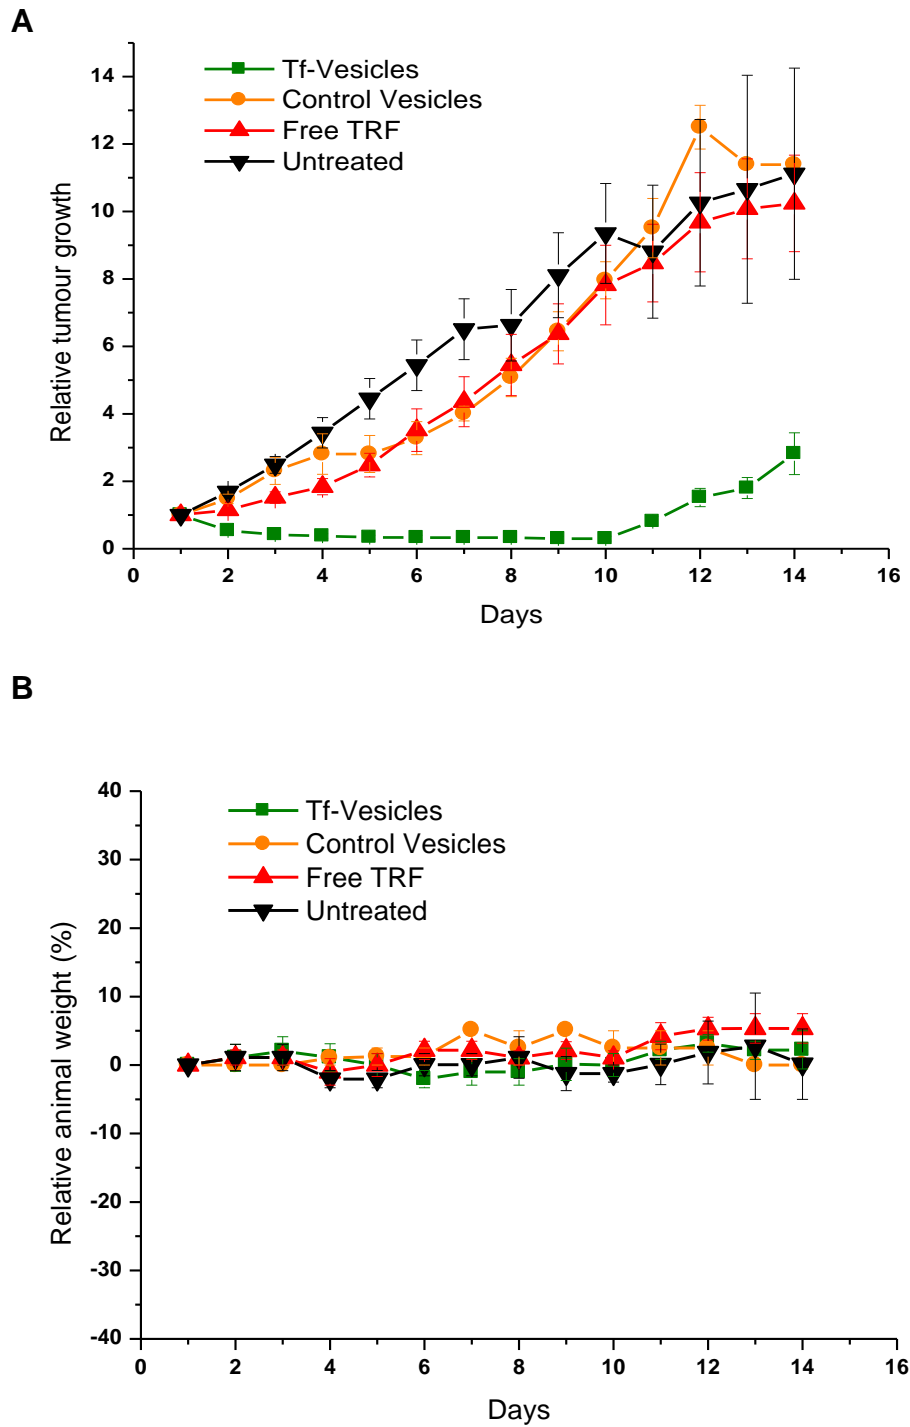 A
Relative tumour growth
14
12
10
8
6
4
2
0
Tf-Vesicles
Control Vesicles
Free TRF
Untreated
0 2 4 6 8 10 12 14 16
Days
B
Relative animal weight (%)
40
30
20
10
0
-10
-20
-30
-40
Tf-Vesicles
Control Vesicles
Free TRF
Untreated
0 2 4 6 8 10 12 14 16
Days